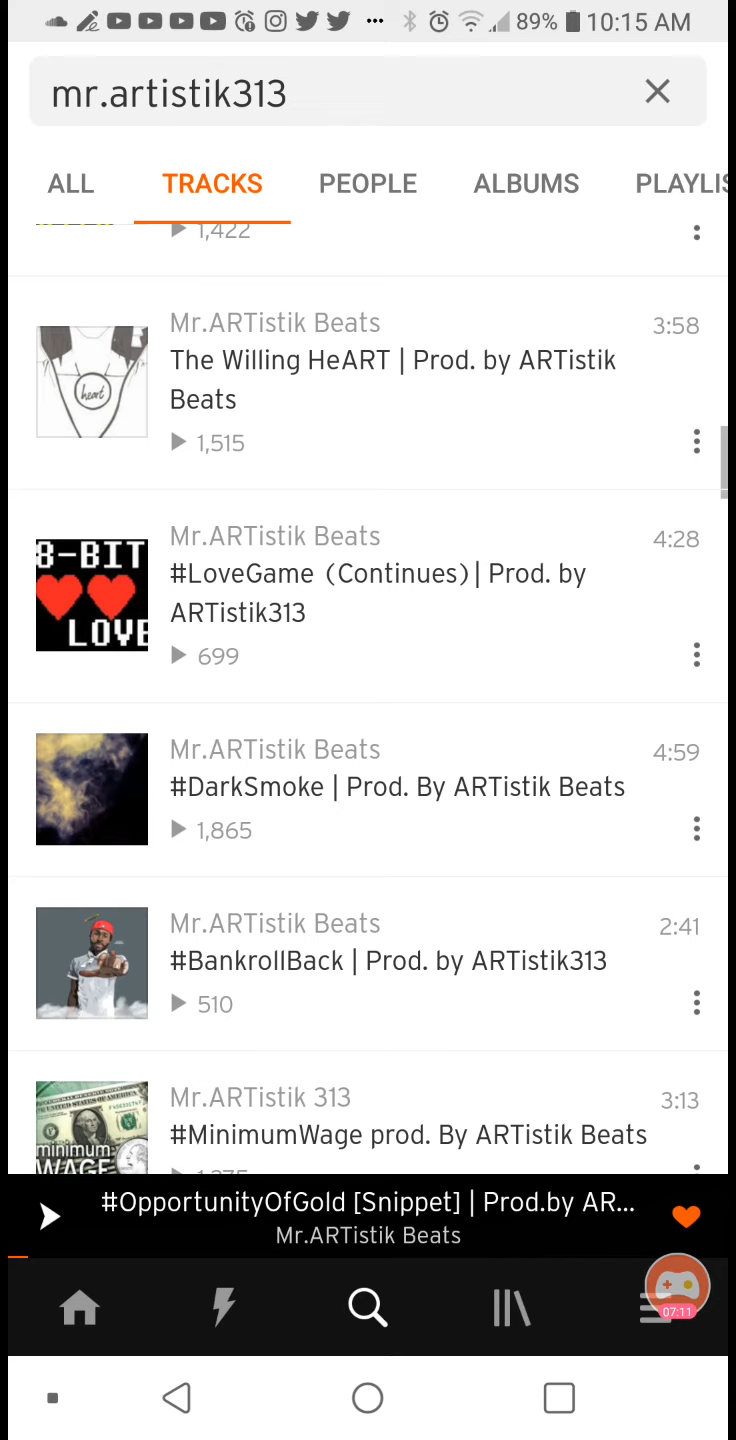 89% 10:15 AM
mr.artistik313
ALL TRACKS PEOPLE ALBUMS PLAYLIS
1,422
Mr.ARTistik Beats 3:58
The Willing HeART | Prod. by ARTistik
Beats
heart
1,515
Mr.ARTistik Beats 4:28
#LoveGame (Continues)| Prod. by
ARTistik313
8-BIT
LOVE
699
Mr.ARTistik Beats 4:59
#DarkSmoke | Prod. By ARTistik Beats
1,865
Mr.ARTistik Beats 2:41
#BankrollBack | Prod. by ARTistik313
510
Mr.ARTistik 313 3:13
#MinimumWage prod. By ARTistik Beats
minimum
WAGE
#OpportunityOfGold [Snippet] | Prod.by AR...
Mr.ARTistik Beats
07:11